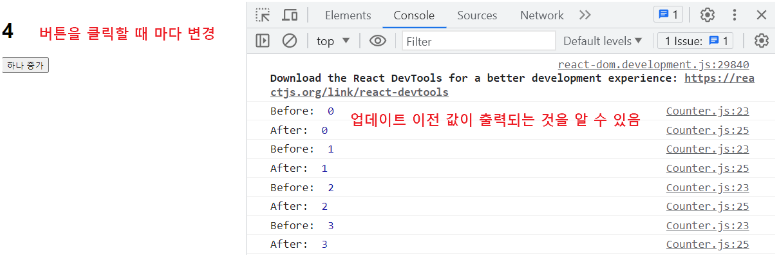 4 버튼을 클릭할 때 마다 변경
하나 증가
Elements Console Sources Network 1
top Filter Default levels 1 Issue: 1
react-dom.development.js:29840
Download the React DevTools for a better development experience: https://rea
ctjs.org/link/react-devtools
Before: 0 Counter.js:23
업데이트 이전 값이 출력되는 것을 알 수 있음
After: 0 Counter.js:25
Before: 1 Counter.js:23
After: 1 Counter.js:25
Before: 2 Counter.js:23
After: 2 Counter.js:25
Before: 3 Counter.js:23
After: 3 Counter.js:25